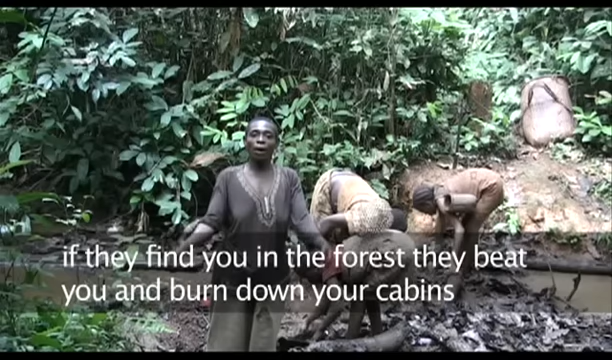 if they find you in the forest they beat
you and burn down your cabins